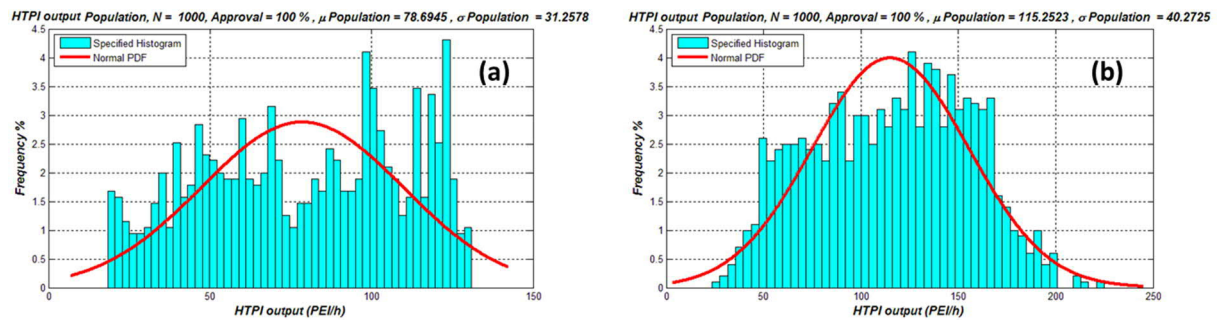 HTPI output Population, N = 1000, Approval = 100 % , μ Population = 78.6945 , σ Population = 31.2578
4.5
4
3.5
3
2.5
2
1.5
1
0.5
0
Frequency %
Specified Histogram
Normal PDF
(a)
0 50 100 150
HTPI output (PEI/h)
HTPI output Population, N = 1000, Approval = 100 % , μ Population = 115.2523 , σ Population = 40.2725
4.5
4
3.5
3
2.5
2
1.5
1
0.5
0
Frequency %
Specified Histogram
Normal PDF
(b)
0 50 100 150 200 250
HTPI output (PEI/h)